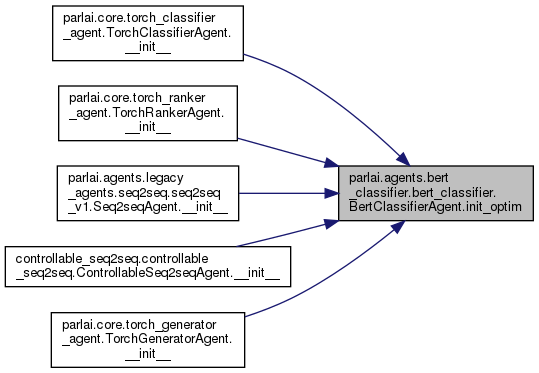 parlai.core.torch_classifier
_agent.TorchClassifierAgent.
__init__
parlai.core.torch_ranker
_agent.TorchRankerAgent.
__init__
parlai.agents.legacy
_agents.seq2seq.seq2seq
_v1.Seq2seqAgent.__init__
controllable_seq2seq.controllable
_seq2seq.ControllableSeq2seqAgent.__init__
parlai.core.torch_generator
_agent.TorchGeneratorAgent.
__init__
parlai.agents.bert
_classifier.bert_classifier.
BertClassifierAgent.init_optim